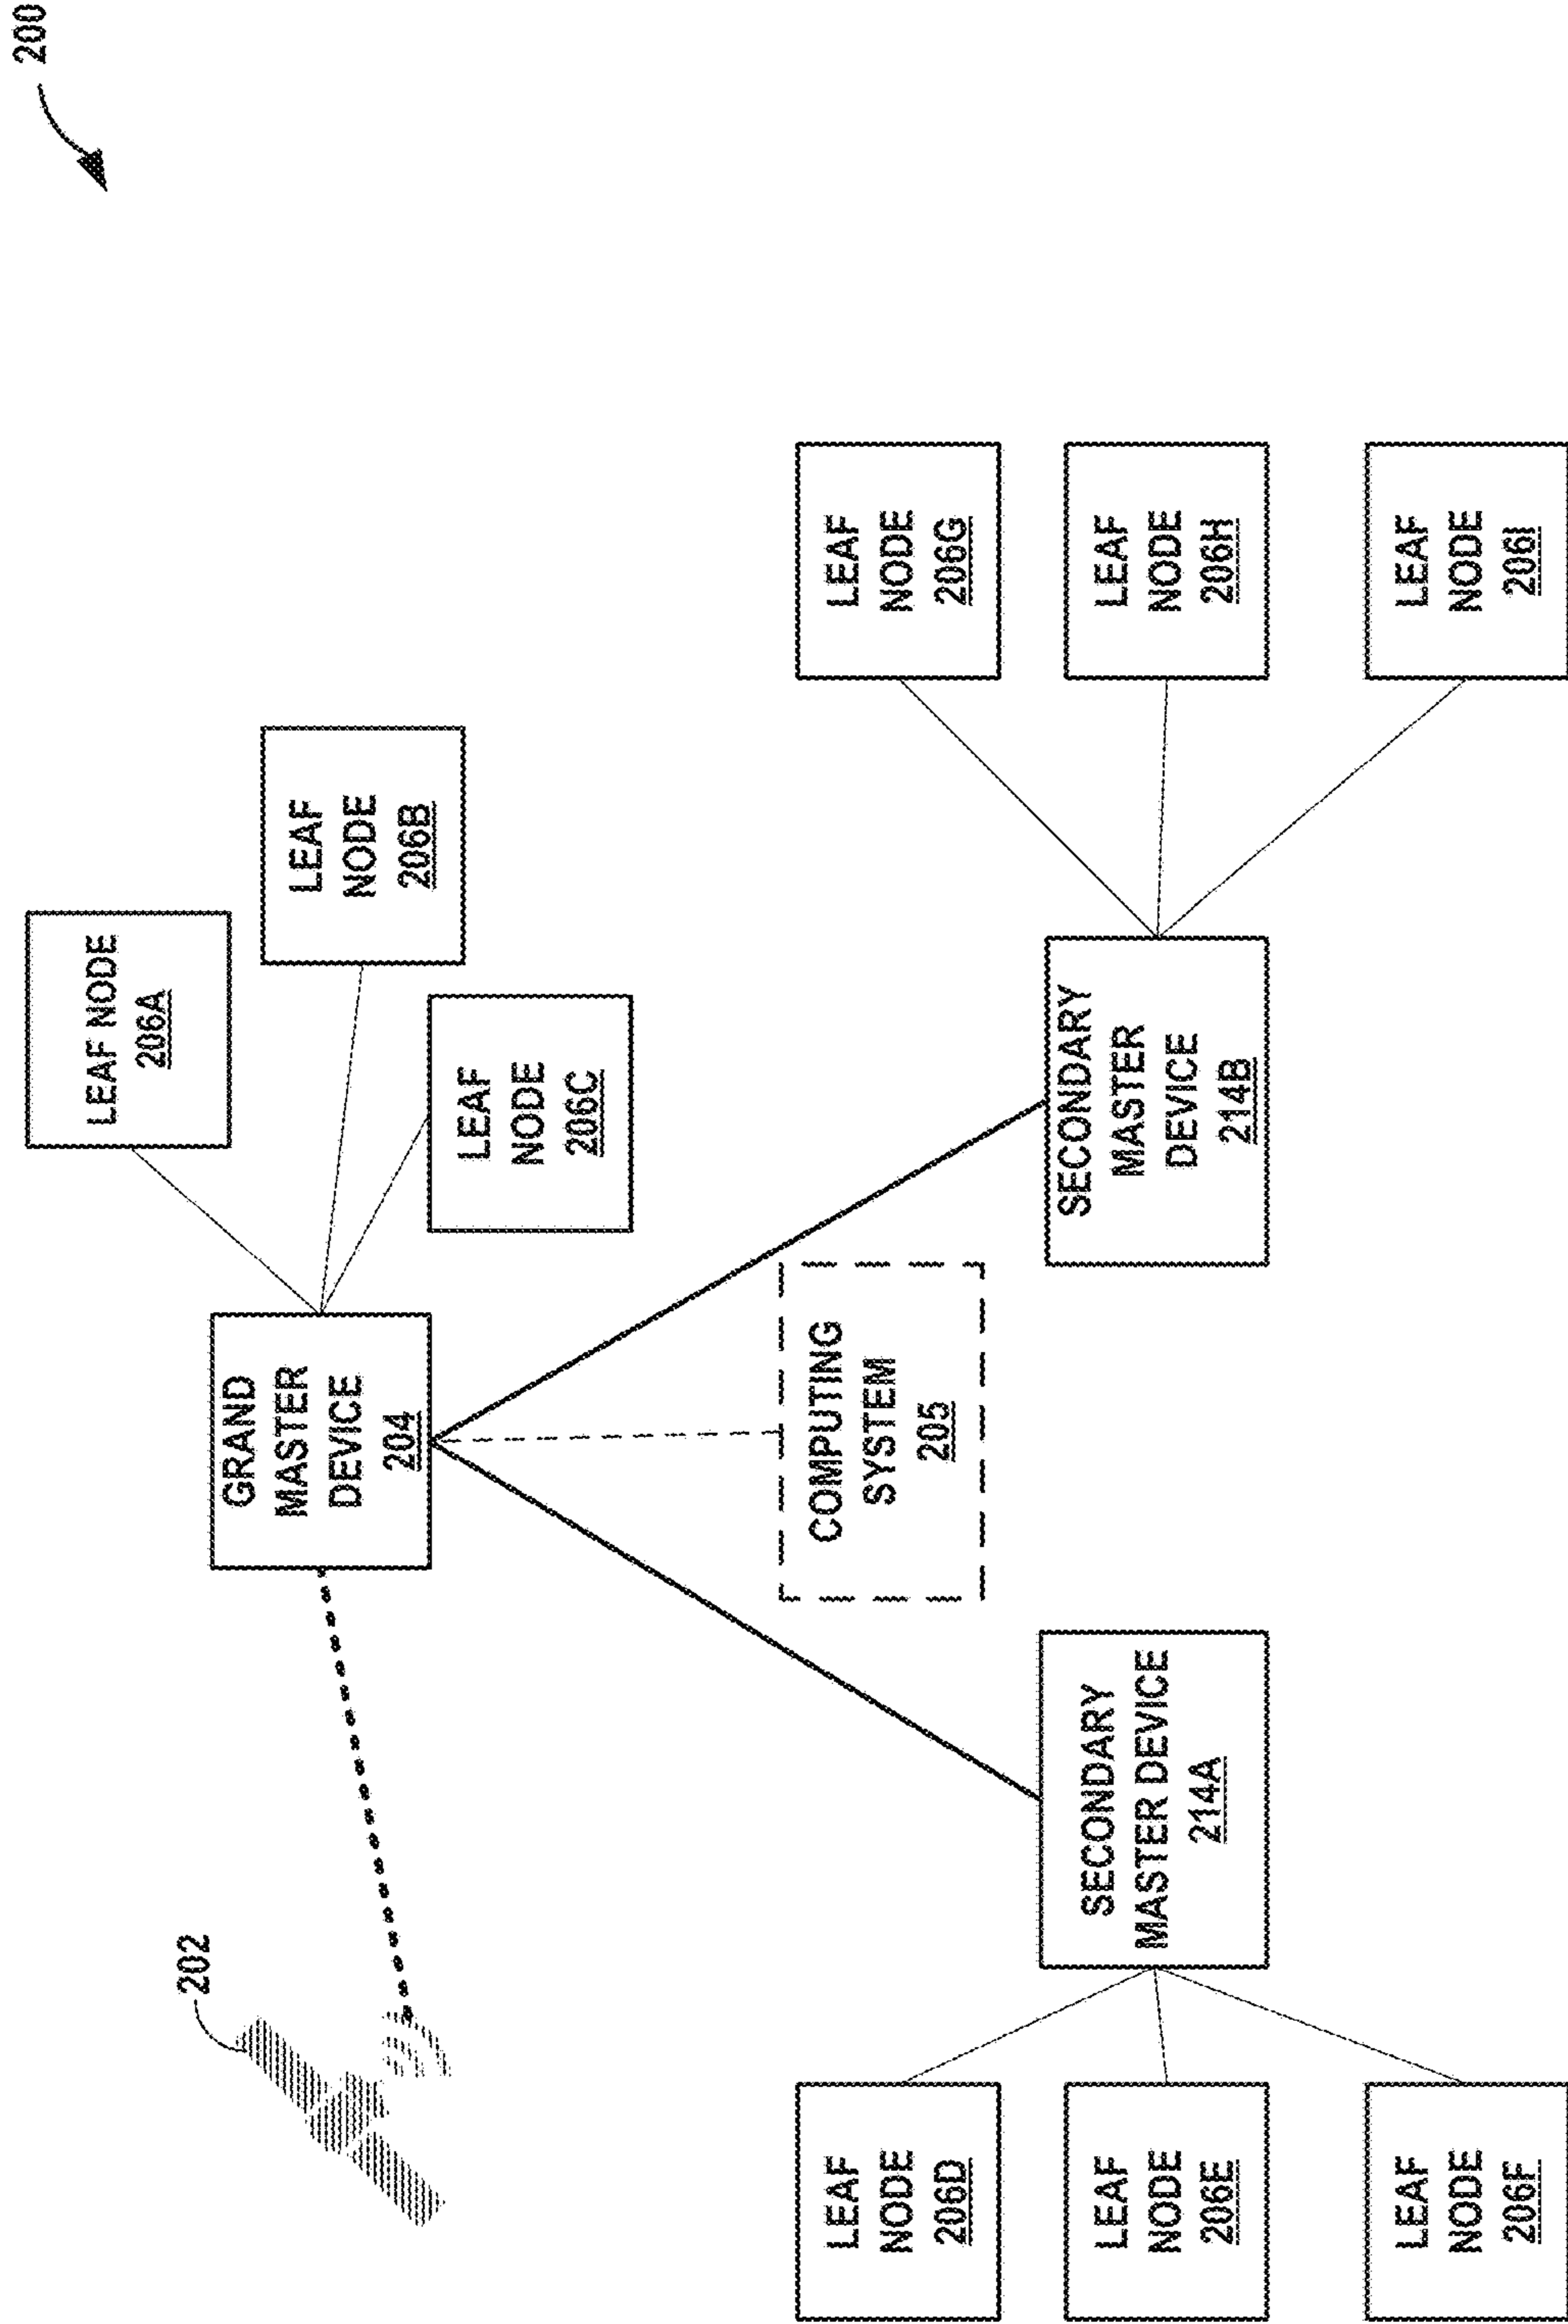 200
202
GRAND
MASTER
DEVICE
204
LEAF NODE
206A
LEAF
NODE
206B
LEAF
NODE
206C
COMPUTING
SYSTEM
205
SECONDARY
MASTER DEVICE
214A
SECONDARY
MASTER
DEVICE
214B
LEAF
NODE
206D
LEAF
NODE
206E
LEAF
NODE
206F
LEAF
NODE
206G
LEAF
NODE
206H
LEAF
NODE
206I